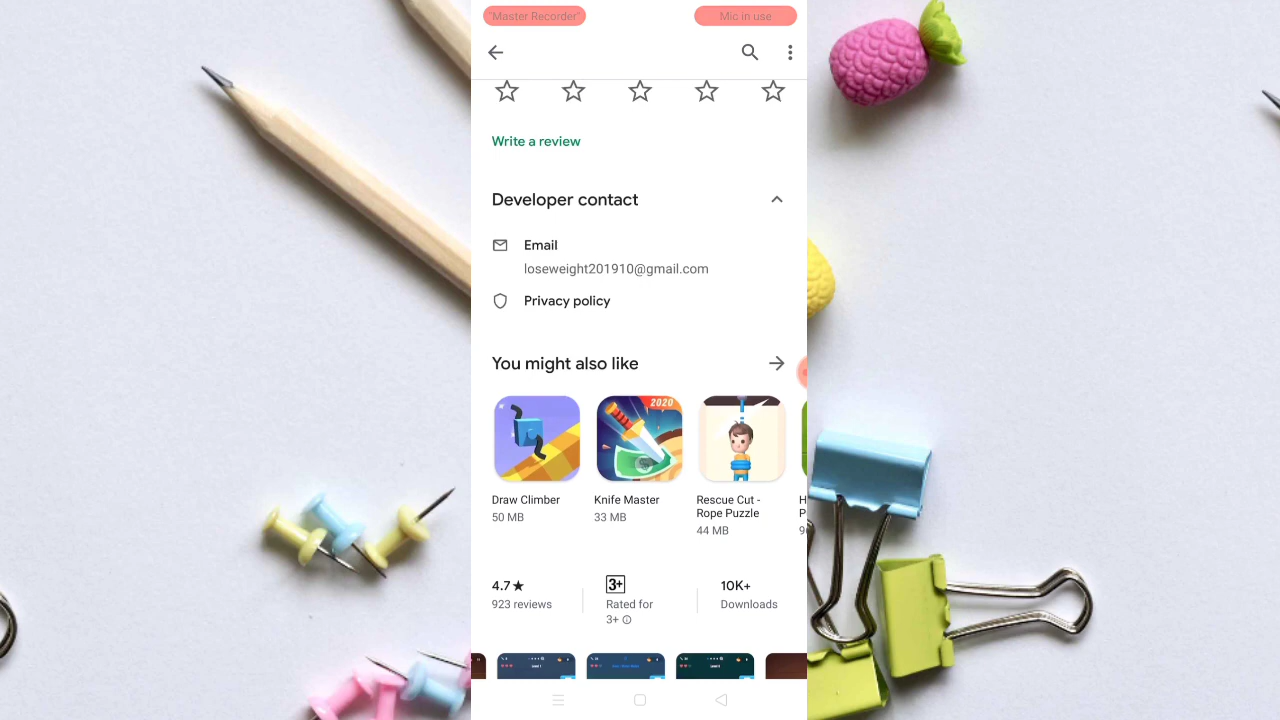 "Master Recorder"
Mic in use
Write a review
Developer contact
Email
loseweight201910@gmail.com
Privacy policy
You might also like
2020
Draw Climber
50 MB
Knife Master
33 MB
Rescue Cut -
Rope Puzzle
44 MB
4.7★
923 reviews
3+
Rated for
3+
10K+
Downloads